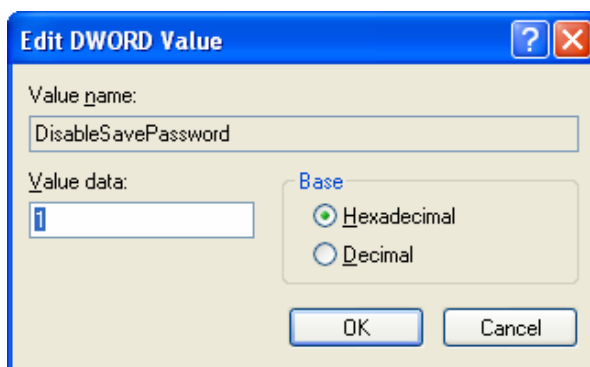 Edit DWORD Value
Value name:
DisableSavePassword
Value data:
1
Base
Hexadecimal
Decimal
OK
Cancel